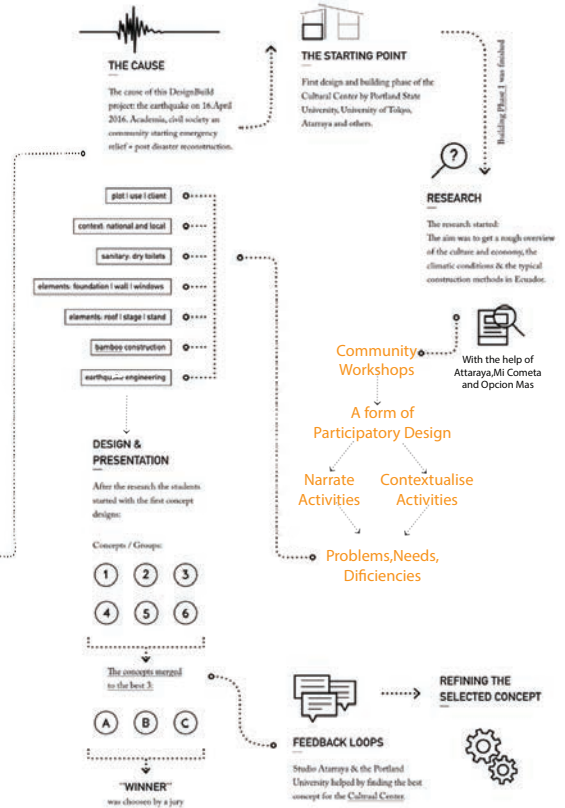 THE CAUSE
The cause of this DesignBuild
project: the earthquake on 16.April
2016. Academia, civil society an
community starting emergency
relief + post disaster reconstruction.
THE STARTING POINT
First design and building phase of the
Cultural Center by Portland State
University, University of Tokyo,
Atarraya and others.
Building Phase 1 was finished
?
RESEARCH
The research started:
The aim was to get a rough overview
of the culture and economy, the
climatic conditions & the typical
construction methods in Ecuador.
With the help of
Attaraya,Mi Cometa
and Opcion Mas
Community
Workshops
A form of
Participatory Design
Narrate
Activities
Contextualise
Activities
Problems,Needs,
Dificiencies
plot I use I client
context: national and local
sanitary: dry toilets
elements: foundation I wall I windows
elements: roof I stage I stand
bamboo construction
earthquake engineering
DESIGN &
PRESENTATION
After the research the students
started with the first concept
designs:
Concepts / Groups:
1 2 3
4 5 6
The concepts merged
to the best 3:
A B C
"WINNER"
was choosen by a jury
FEEDBACK LOOPS
Studio Atarraya & the Portland
University helped by finding the best
concept for the Cultrual Center.
REFINING THE
SELECTED CONCEPT